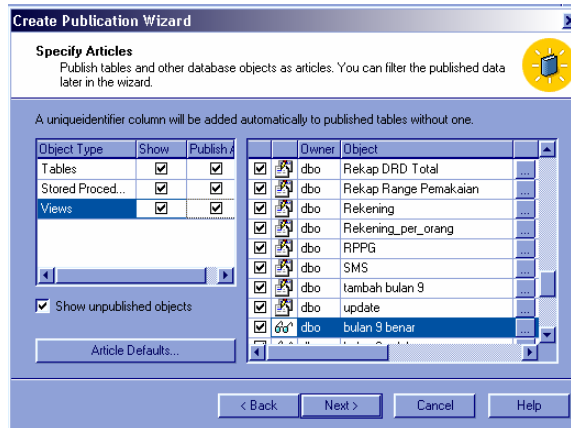 Create Publication Wizard
Specify Articles
Publish tables and other database objects as articles. You can filter the published data
later in the wizard.
A uniqueidentifier column will be added automatically to published tables without one.
Object Type Show Publish A
Tables
Stored Proced...
Views
Show unpublished objects
Article Defaults...
Owner Object
dbo Rekap DRD Total ...
dbo Rekap Range Pemakaian ...
dbo Rekening ...
dbo Rekening_per_orang ...
dbo RPPG ...
dbo SMS ...
dbo tambah bulan 9 ...
dbo update ...
dbo bulan 9 benar ...
< Back
Next >
Cancel
Help